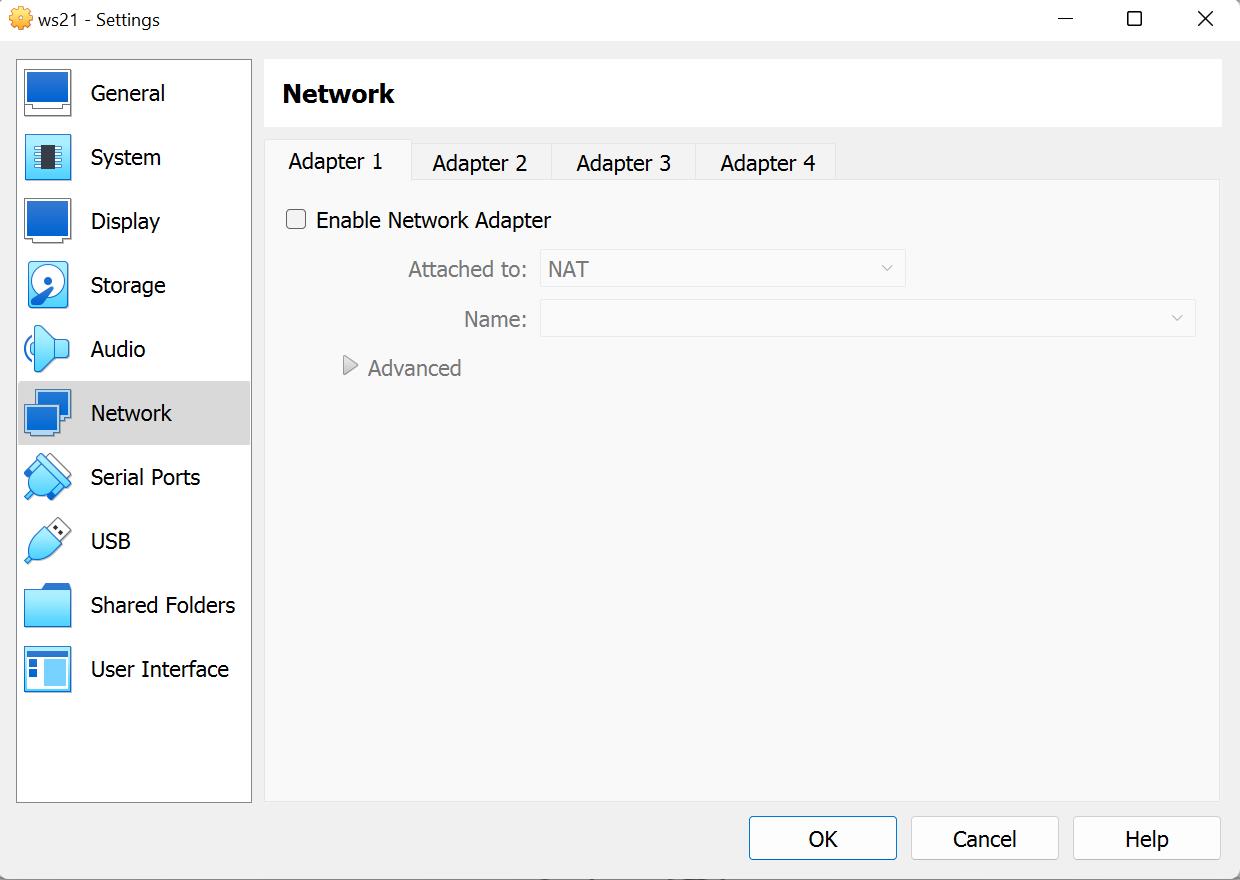 ws21 - Settings
General
System
Display
Storage
Audio
Network
Serial Ports
USB
Shared Folders
User Interface
Network
Adapter 1
Adapter 2
Adapter 3
Adapter 4
Enable Network Adapter
Attached to: NAT
Name:
Advanced
OK
Cancel
Help